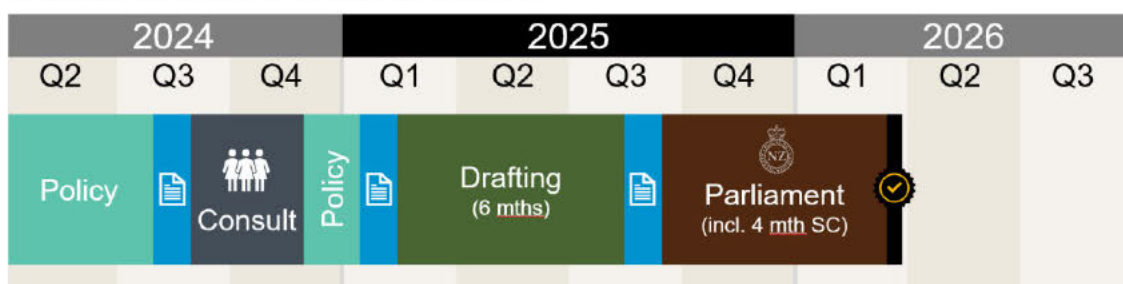 2024 2025 2026
Q2 Q3 Q4 Q1 Q2 Q3 Q4 Q1 Q2 Q3
Policy
Consult
Policy
Drafting
(6 mths)
NZ
Parliament
(incl. 4 mth SC)